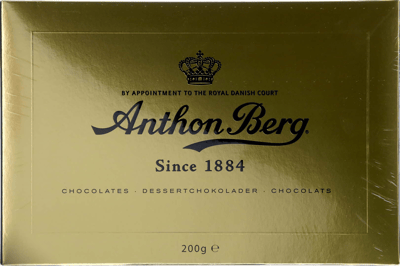 BY APPOINTMENT TO THE ROYAL DANISH COURT
Anthon Berg®
Since 1884
CHOCOLATES · DESSERTCHOKOLADER · CHOCOLATS
200g ℮